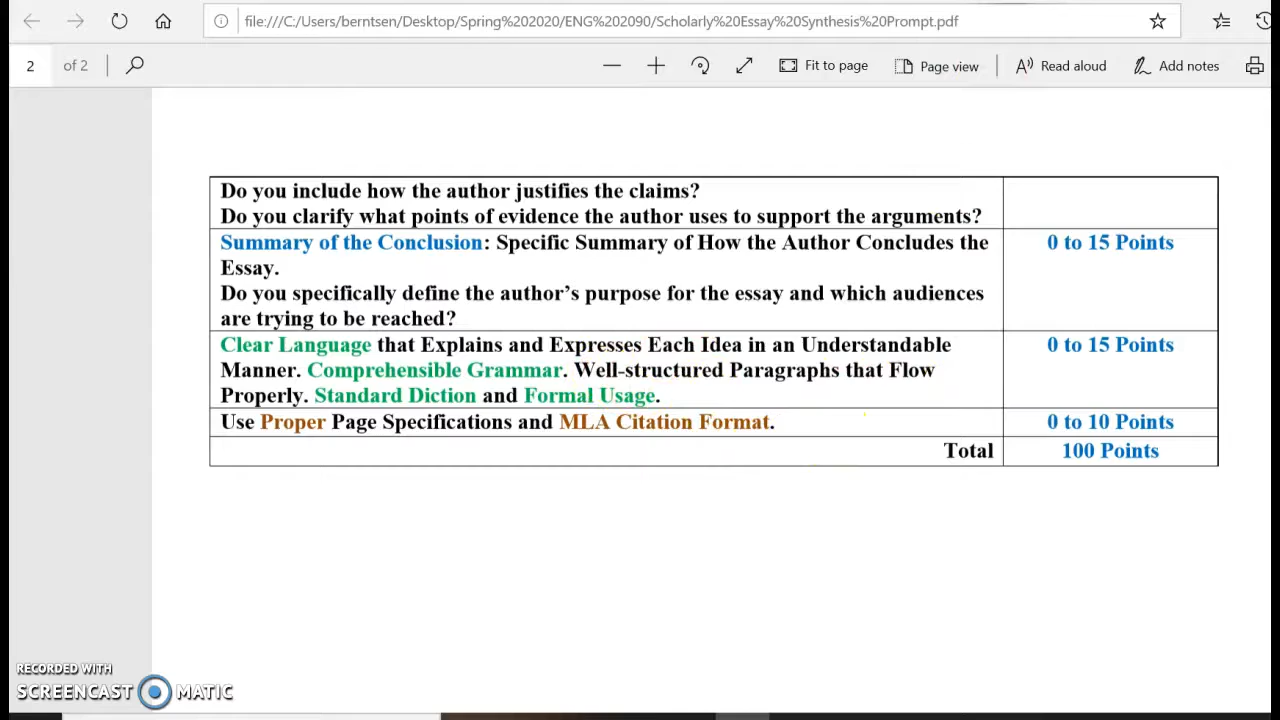 file:///C:/Users/berntsen/Desktop/Spring%202020/ENG%202090/Scholarly%20Essay%20Synthesis%20Prompt.pdf
2 of 2 Fit to page Page view Read aloud Add notes
Do you include how the author justifies the claims?
Do you clarify what points of evidence the author uses to support the arguments?
Summary of the Conclusion: Specific Summary of How the Author Concludes the 0 to 15 Points
Essay.
Do you specifically define the author's purpose for the essay and which audiences
are trying to be reached?
Clear Language that Explains and Expresses Each Idea in an Understandable 0 to 15 Points
Manner. Comprehensible Grammar. Well-structured Paragraphs that Flow
Properly. Standard Diction and Formal Usage.
Use Proper Page Specifications and MLA Citation Format. 0 to 10 Points
Total 100 Points
RECORDED WITH
SCREENCAST MATIC